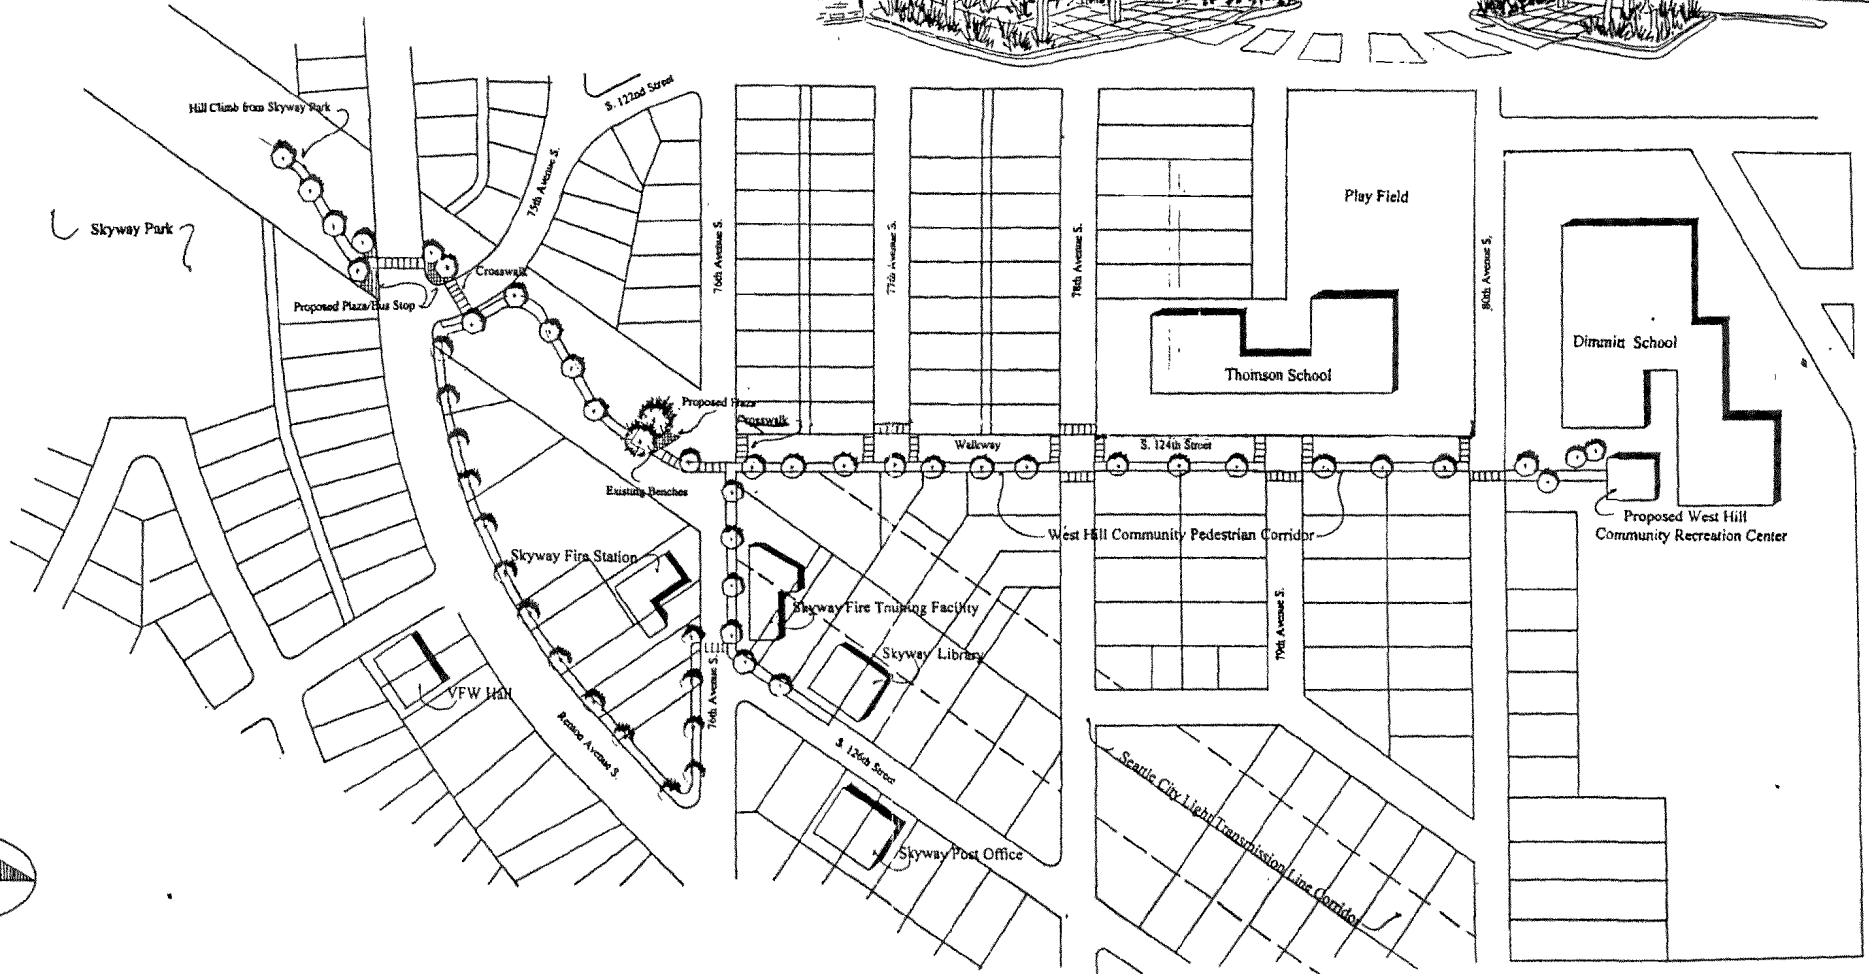 S. 122nd Street
Hill Climb from Skyway Park
75th Avenue S.
Skyway Park
76th Avenue S.
77th Avenue S.
78th Avenue S.
80th Avenue S.
Play Field
Crosswalk
Proposed Plaza/Bus Stop
Dimmitt School
Thomson School
Proposed Plaza
Crosswalk
Walkway
S. 124th Street
Existing Benches
Proposed West Hill
Community Recreation Center
West Hill Community Pedestrian Corridor
Skyway Fire Station
Skyway Fire Training Facility
79th Avenue S.
Skyway Library
VFW Hall
76th Avenue S.
Renton Avenue S.
S. 126th Street
Seattle City Light Transmission Line Corridor
Skyway Post Office